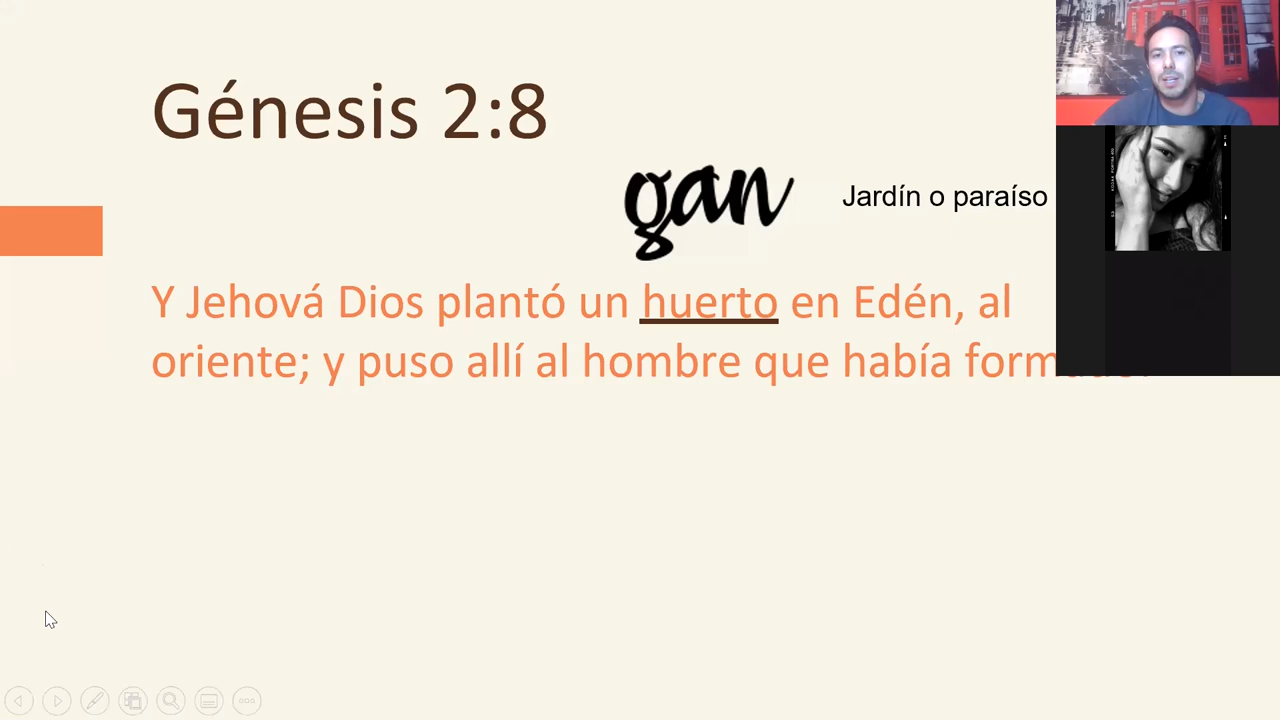 Génesis 2:8
gan
Jardín o paraíso
Y Jehová Dios plantó un huerto en Edén, al
oriente; y puso allí al hombre que había